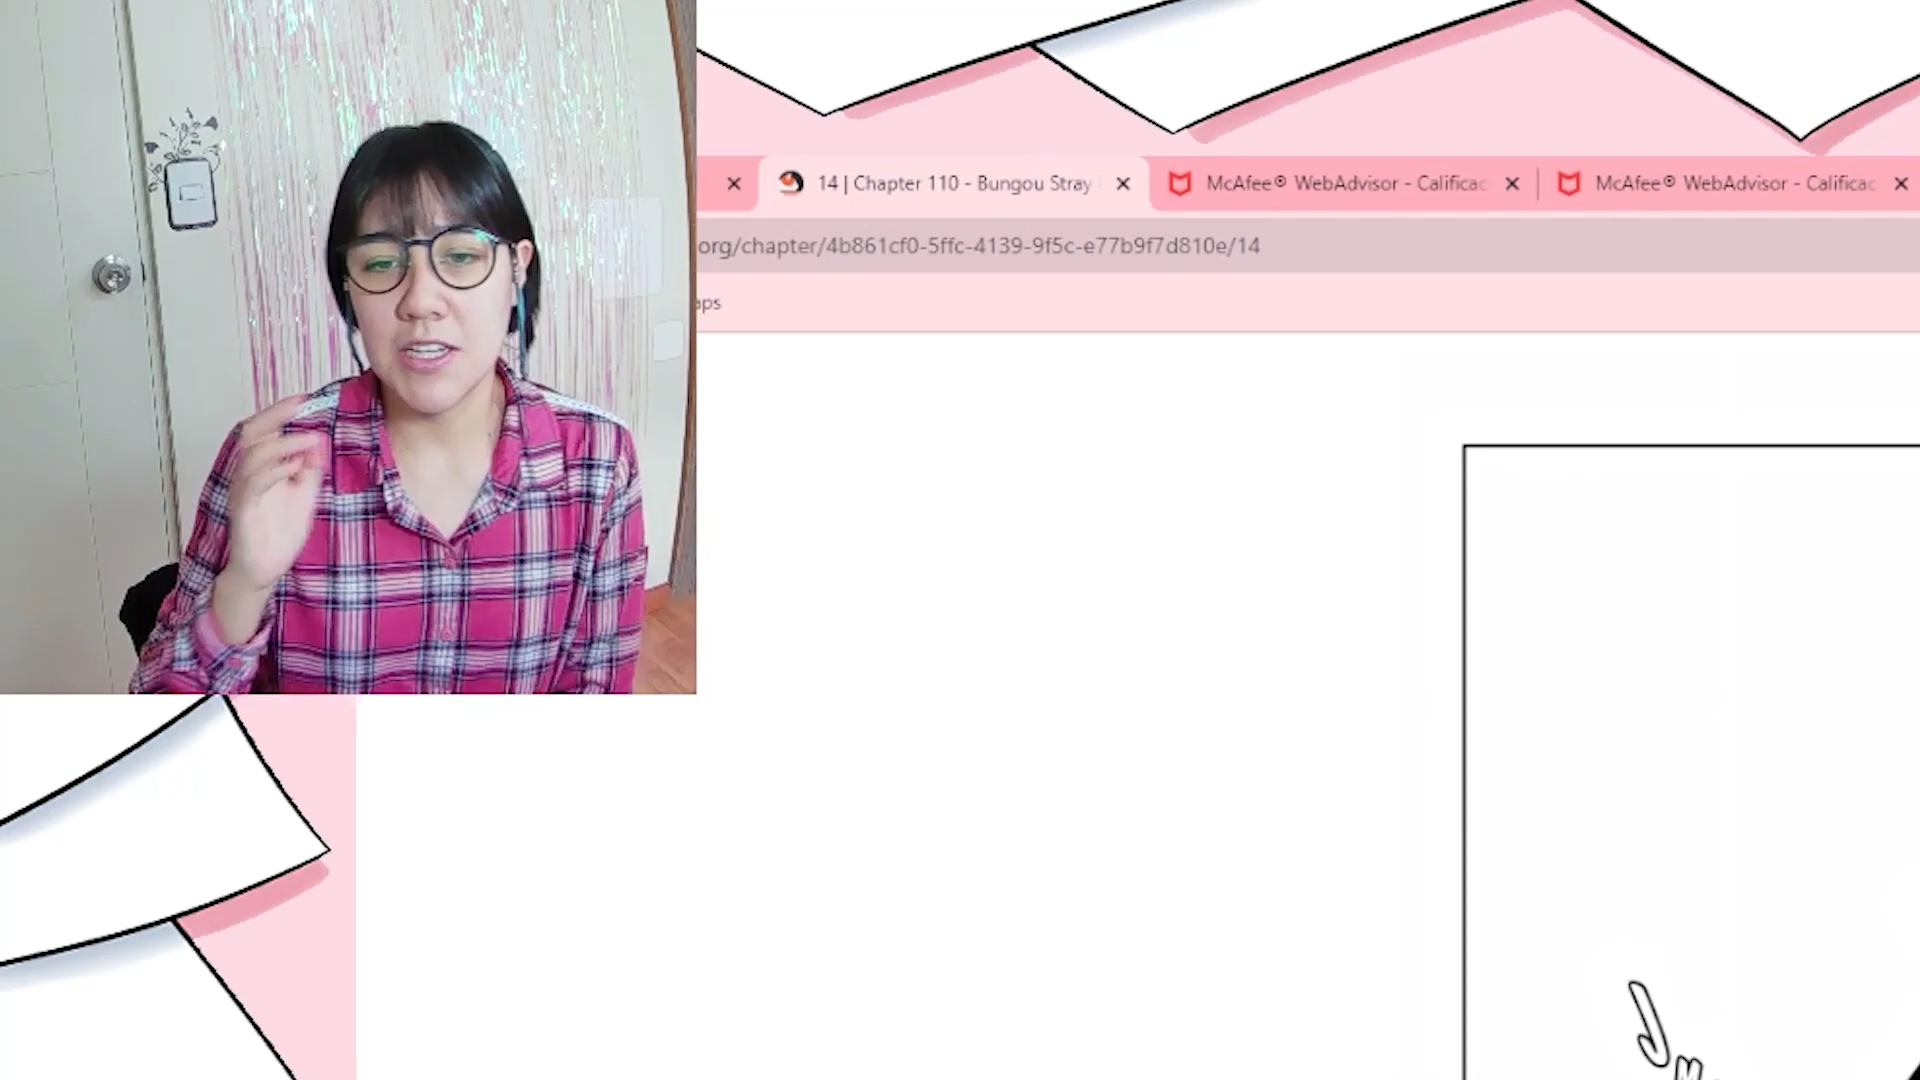 14 | Chapter 110 - Bungou Stray
McAfee® WebAdvisor - Calificac
McAfee® WebAdvisor - Calificac
org/chapter/4b861cf0-5ffc-4139-9f5c-e77b9f7d810e/14
aps